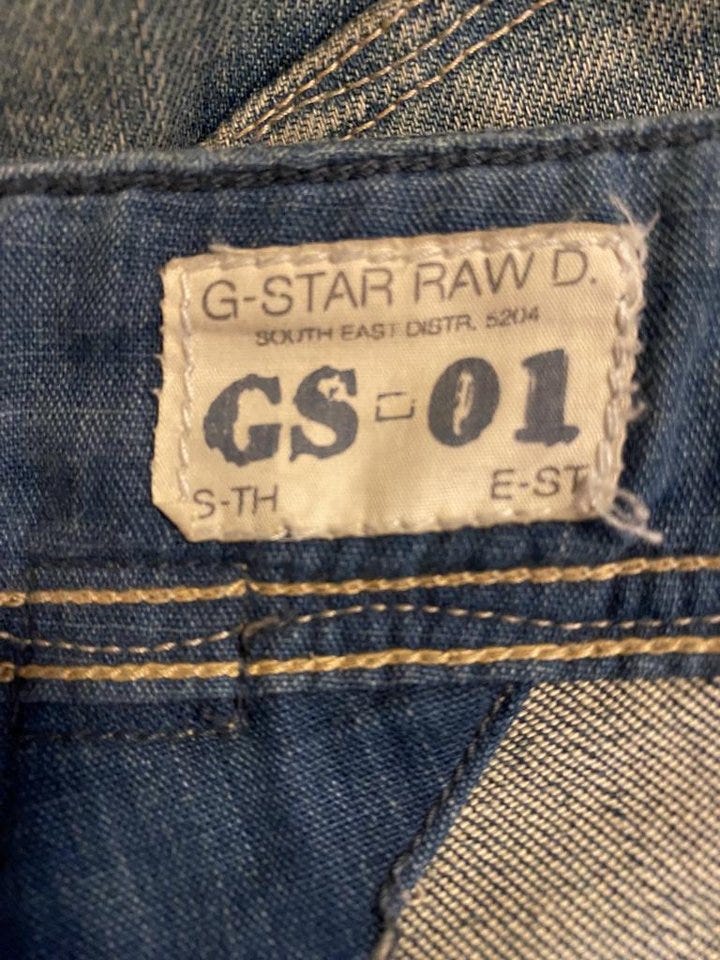 G-STAR RAW D.
SOUTH EAST DISTR. 5204
GS-01
S-TH E-ST